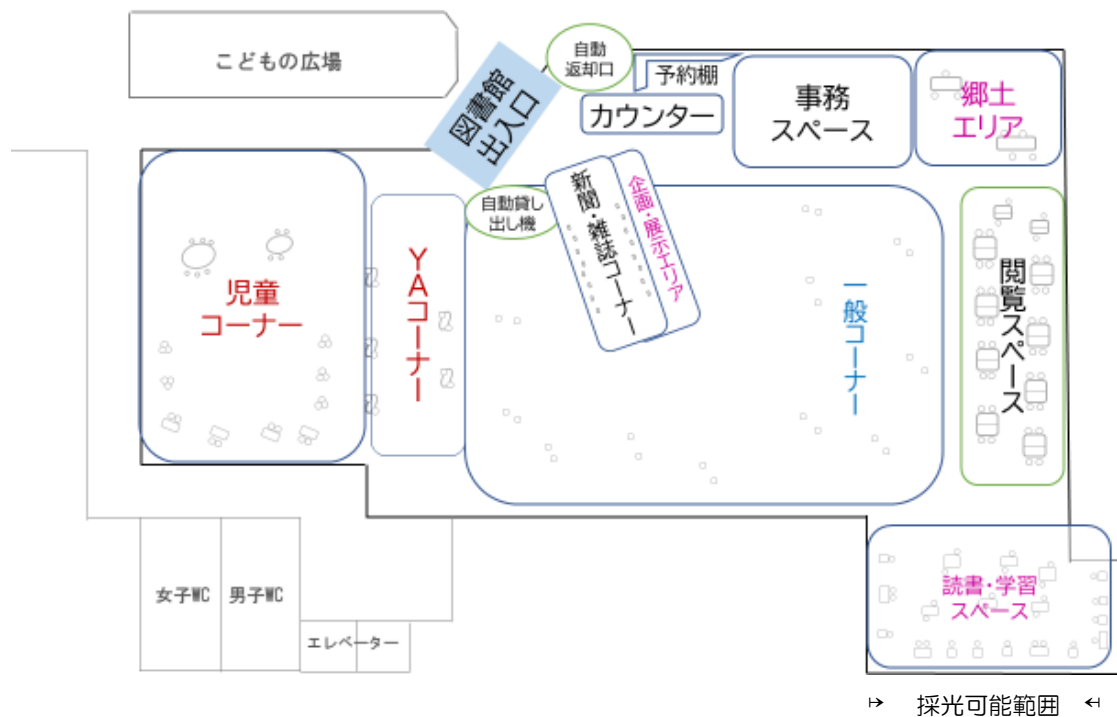 こどもの広場
自動
返却口
予約棚
カウンター
図書館
出入口
事務
スペース
郷土
エリア
自動貸し
出し機
新聞・雑誌コーナー
企画・展示エリア
児童
コーナー
YAコーナー
一般コーナー
閲覧スペース
女子WC
男子WC
エレベーター
読書・学習
スペース
採光可能範囲